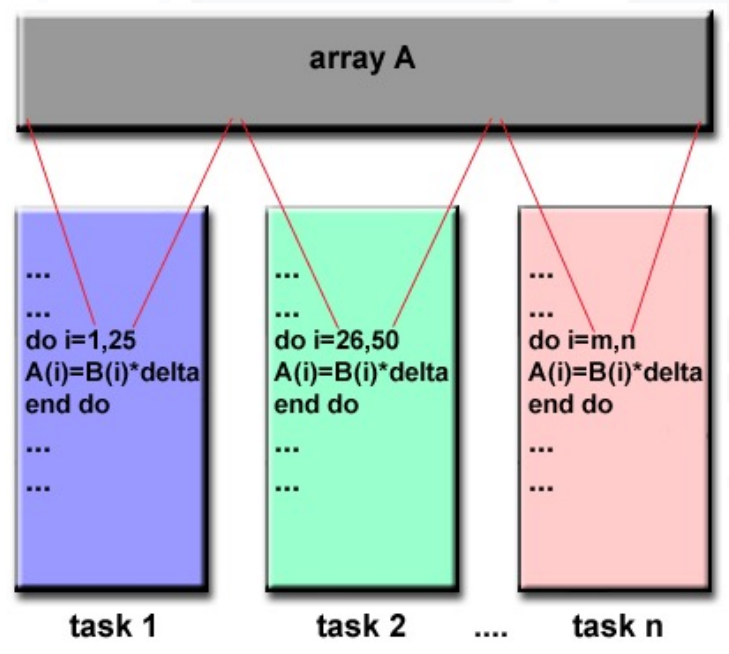 array A
...
...
do i=1,25
A(i)=B(i)*delta
end do
...
...
...
...
do i=26,50
A(i)=B(i)*delta
end do
...
...
...
...
do i=m,n
A(i)=B(i)*delta
end do
...
...
task 1
task 2
....
task n